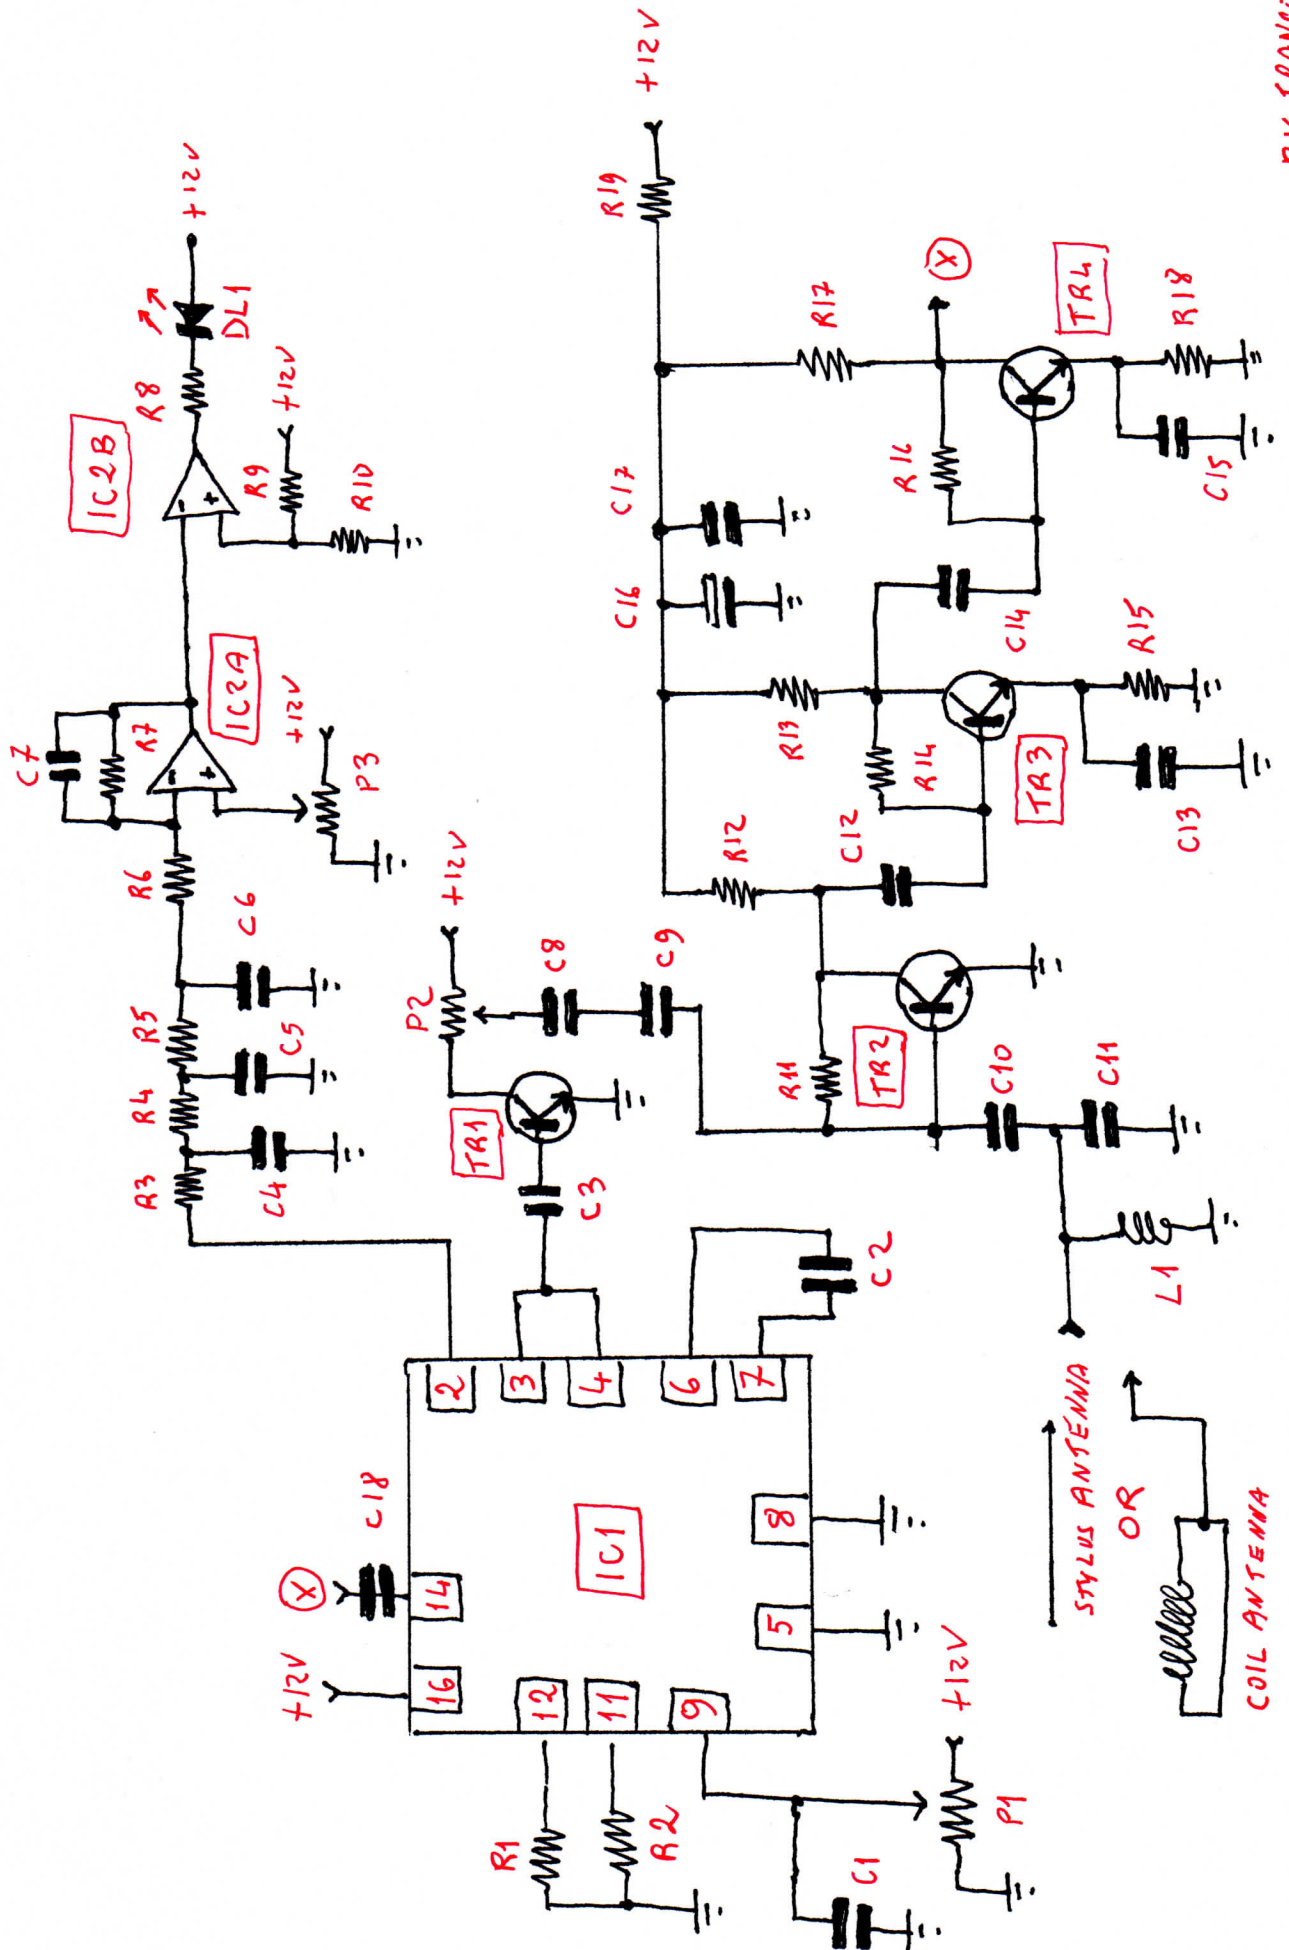 C7
R7
IC2A
+12V
P3
R6
C6
R5
C5
R4
C4
R3
IC2B
R8
DL1
+12V
R9
+12V
R10
+12V
P2
TR1
C8
C9
C3
C2
R19
+12V
C17
C16
R17
X
TR4
R18
R16
C15
C14
R15
R13
R14
TR3
C13
C12
R12
R11
TR2
C10
C11
L1
X
C18
+12V
16
14
2
3
4
6
7
IC1
12
11
9
5
8
R1
R2
C1
P1
+12V
STYLUS ANTENNA
OR
COIL ANTENNA